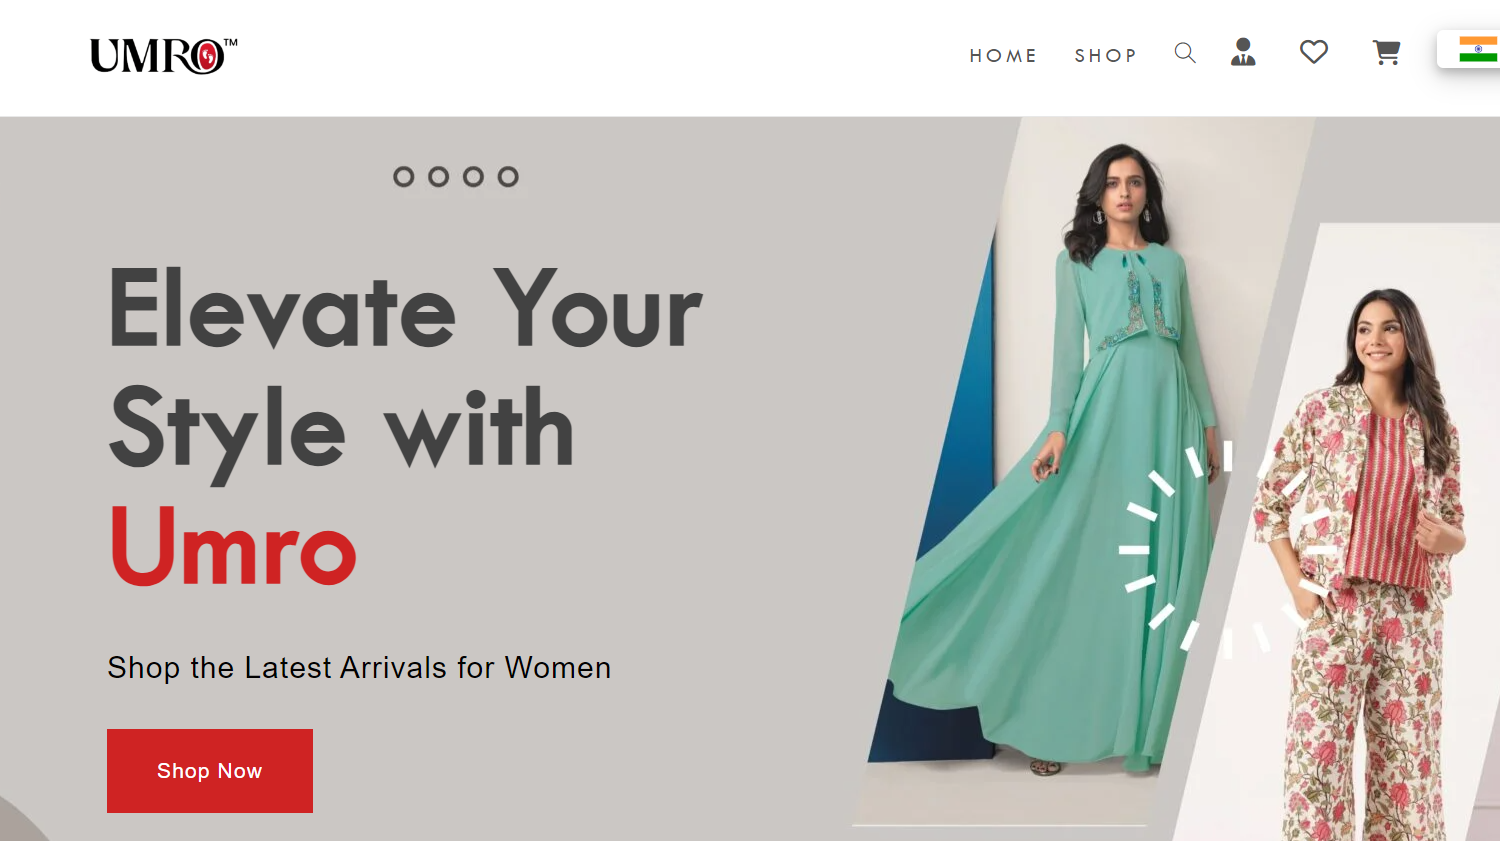 UMRO™
HOME SHOP
Elevate Your
Style with
Umro
Shop the Latest Arrivals for Women
Shop Now